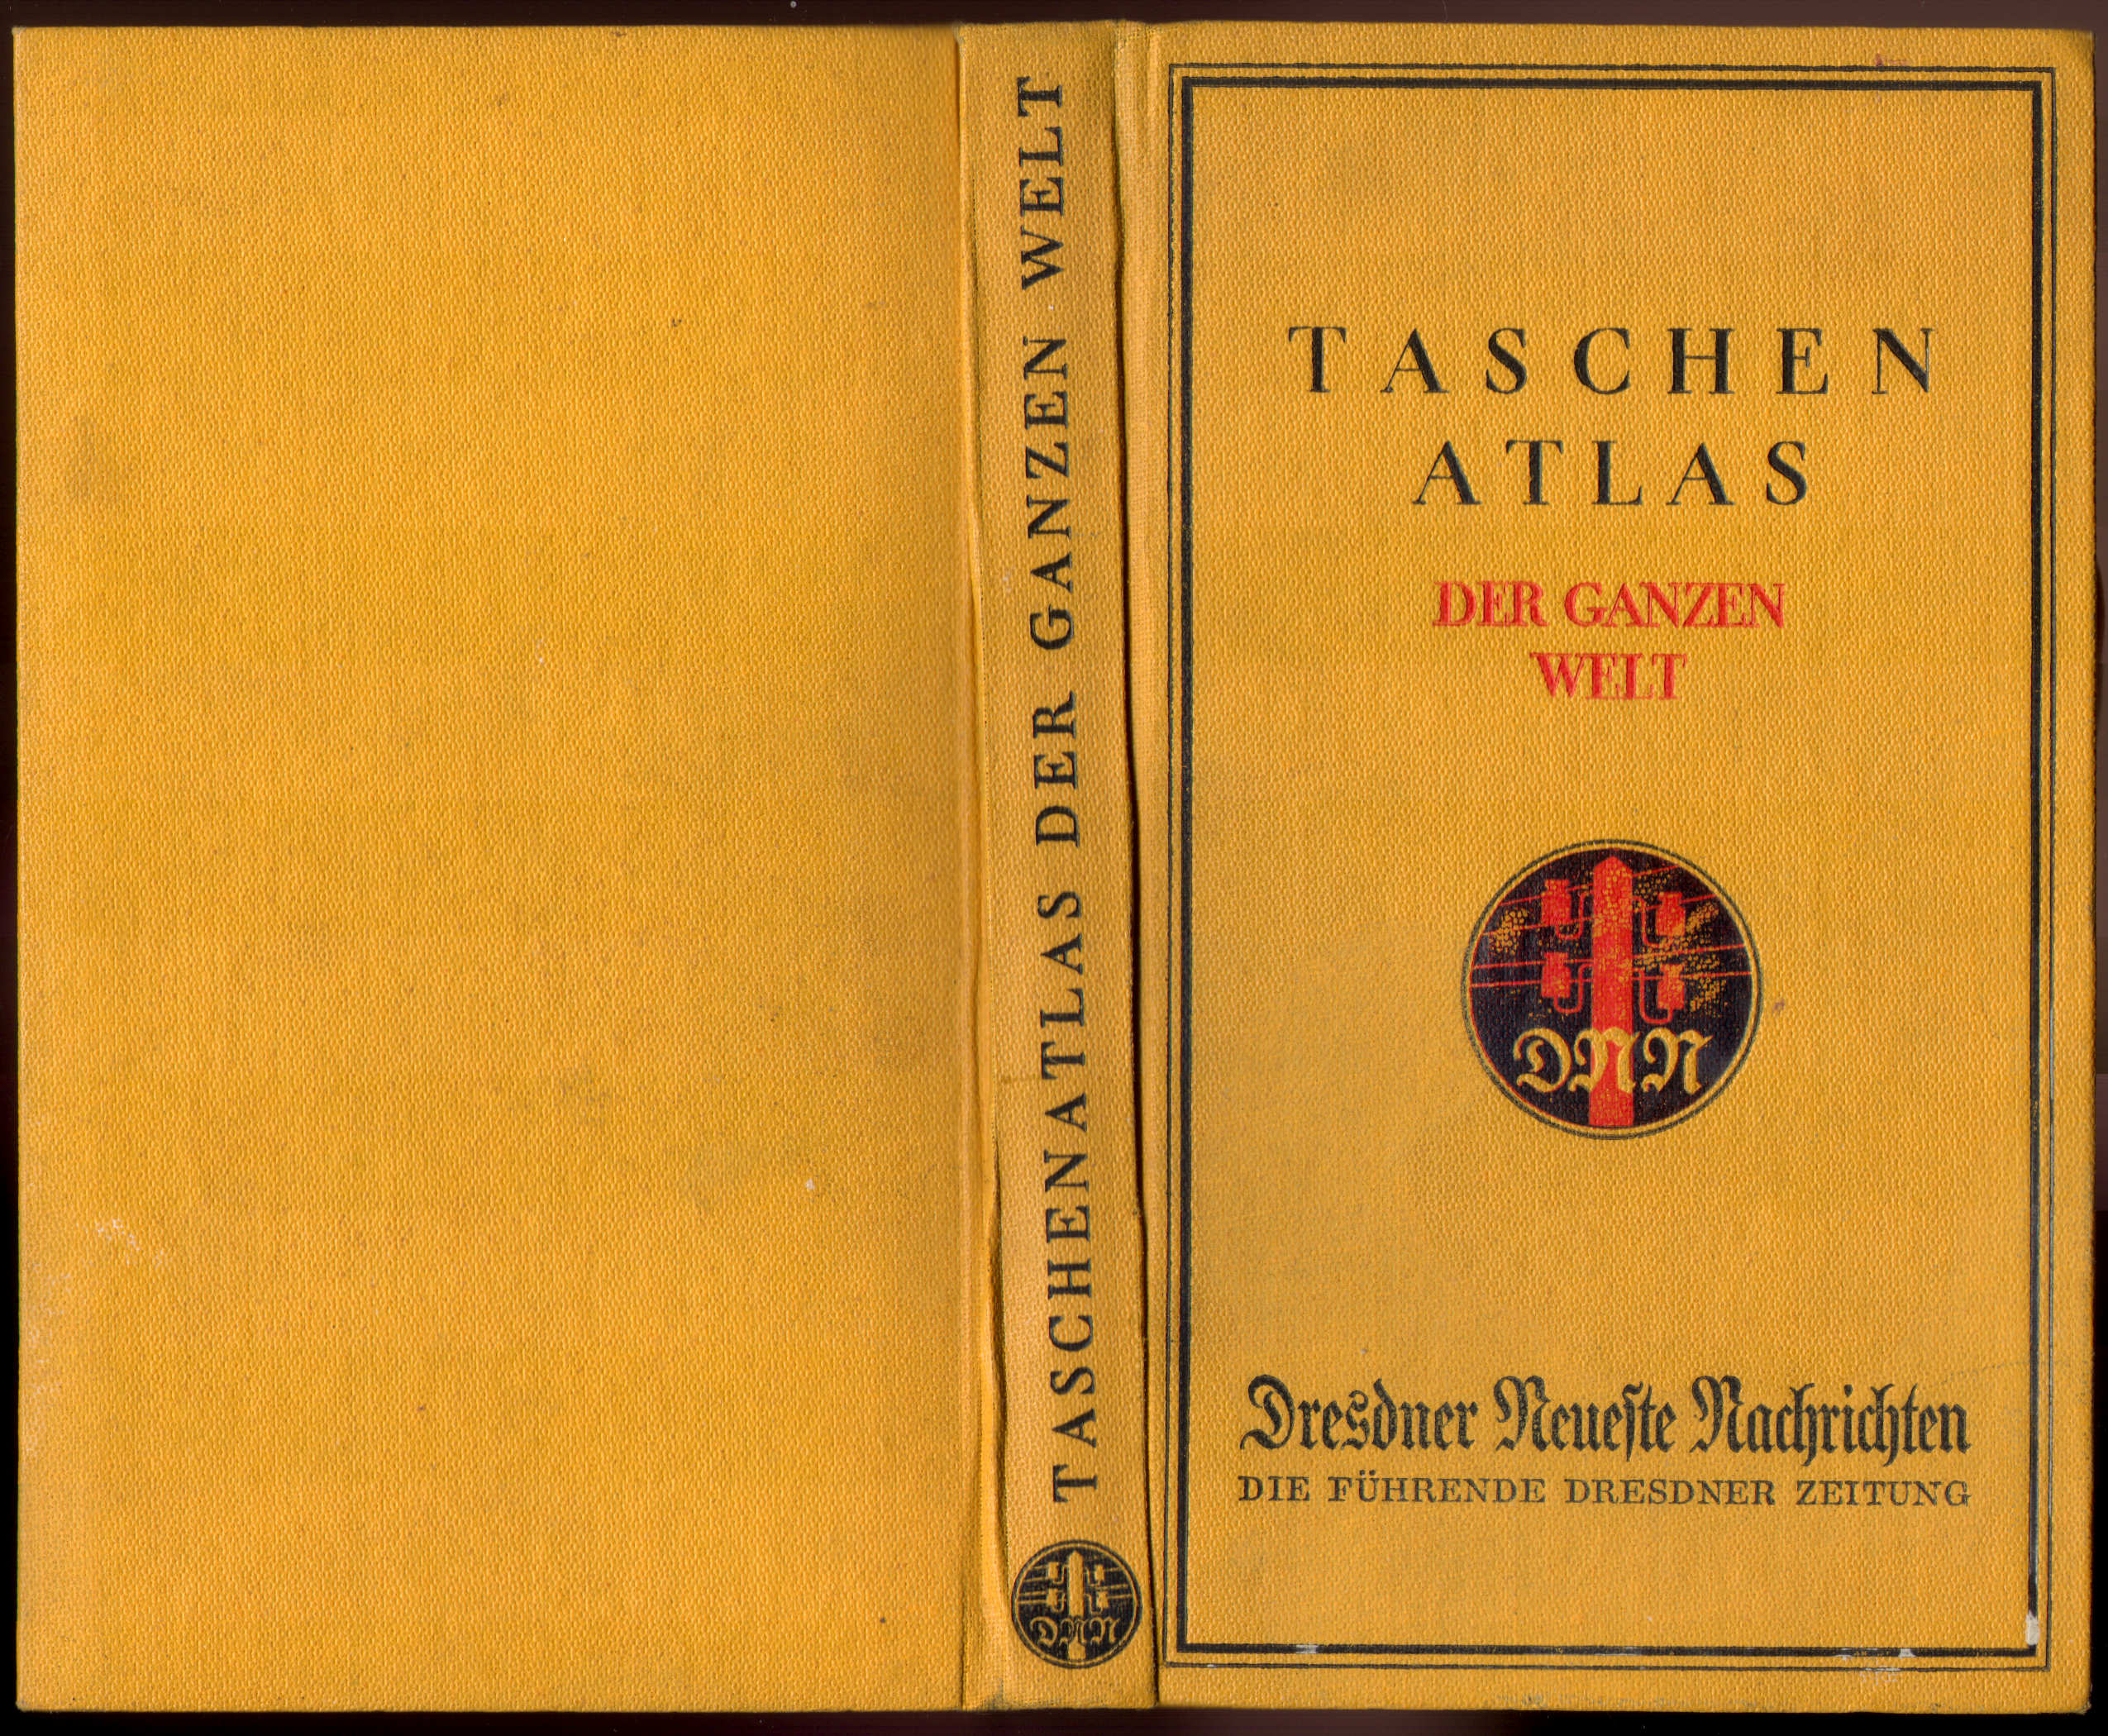 TASCHENATLAS DER GANZEN WELT
DNN
TASCHEN
ATLAS
DER GANZEN
WELT
DNN
Dresdner Neueſte Nachrichten
DIE FÜHRENDE DRESDNER ZEITUNG